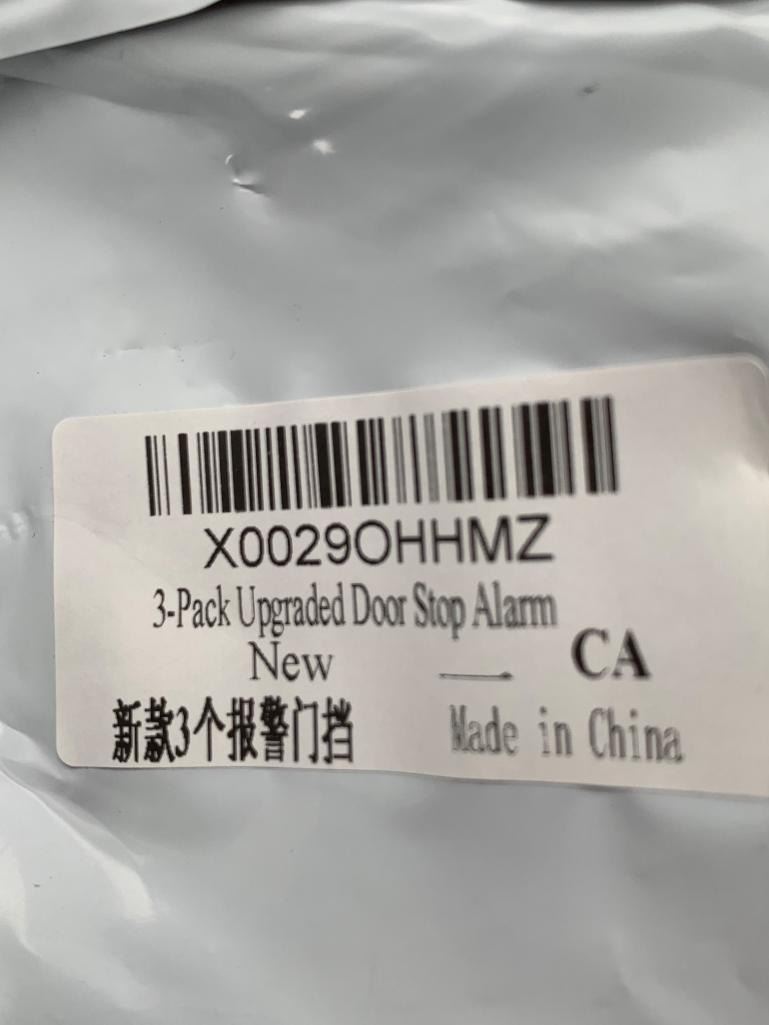 X0029OHHMZ
3-Pack Upgraded Door Stop Alarm
New — CA
新款3个报警门挡
Made in China